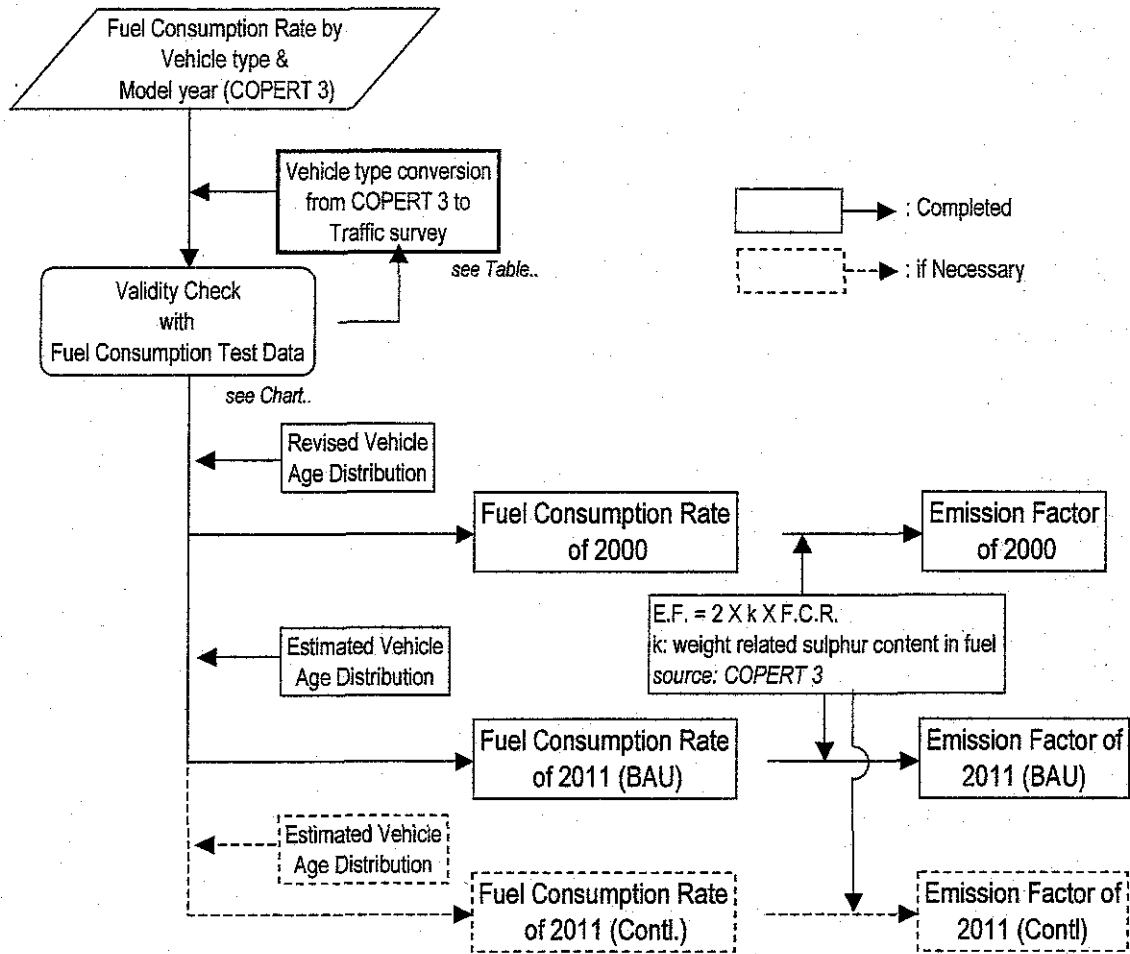 Fuel Consumption Rate by
Vehicle type &
Model year (COPERT 3)
Vehicle type conversion
from COPERT 3 to
Traffic survey
see Table..
: Completed
: if Necessary
Validity Check
with
Fuel Consumption Test Data
see Chart..
Revised Vehicle
Age Distribution
Fuel Consumption Rate
of 2000
Emission Factor
of 2000
E.F. = 2 X k X F.C.R.
k: weight related sulphur content in fuel
source: COPERT 3
Estimated Vehicle
Age Distribution
Fuel Consumption Rate
of 2011 (BAU)
Emission Factor of
2011 (BAU)
Estimated Vehicle
Age Distribution
Fuel Consumption Rate
of 2011 (Contl.)
Emission Factor of
2011 (Contl)